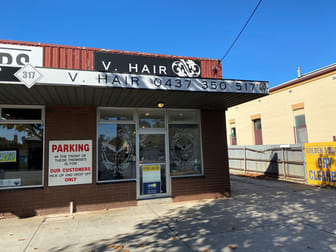 V. HAIR
317
V. HAIR 0437 350 517
PARKING
IN THE FRONT OF
THESE PREMISES
IS FOR
OUR CUSTOMERS
PICK UP AND DROP OFF
ONLY
DRY